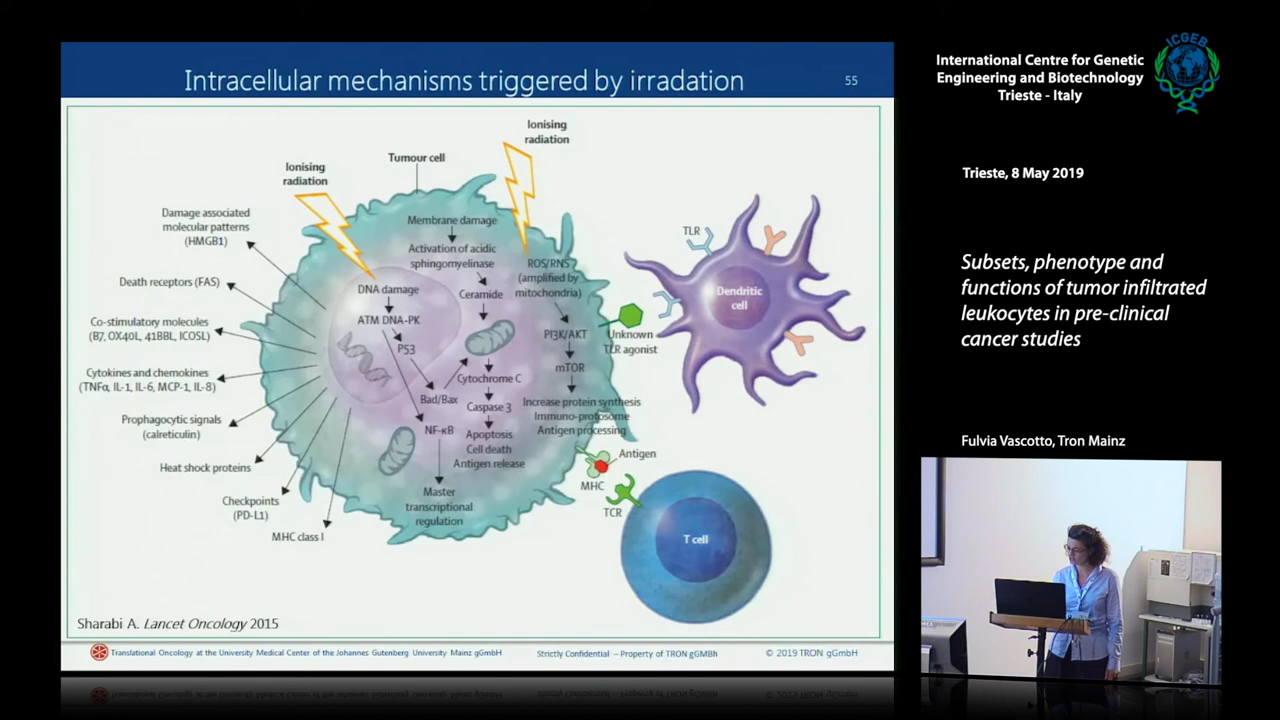 Intracellular mechanisms triggered by irradiation
55
Ionising
radiation
Tumour cell
Ionising
radiation
Damage associated
molecular patterns
(HMGB1)
Death receptors (FAS)
Co-stimulatory molecules
(B7, OX40L, 41BBL, ICOSL)
Cytokines and chemokines
(TNFα, IL-1, IL-6, MCP-1, IL-8)
Prophagocytic signals
(calreticulin)
Heat shock proteins
Checkpoints
(PD-L1)
MHC class I
Membrane damage
Activation of acidic
sphingomyelinase
Ceramide
DNA damage
ATM DNA-PK
P53
Bad/Bax
NF-κB
Master
transcriptional
regulation
Cytochrome C
Caspase 3
Apoptosis
Cell death
Antigen release
ROS/RNS
(amplified by
mitochondria)
PI3K/AKT
mTOR
Increase protein synthesis
Immuno-protosome
Antigen processing
Unknown
TLR agonist
TLR
Dendritic
cell
Antigen
MHC
TCR
T cell
Sharabi A. Lancet Oncology 2015
Translational Oncology at the University Medical Center of the Johannes Gutenberg University Mainz gGmbH
Strictly Confidential – Property of TRON gGMBh
© 2019 TRON gGmbH
ICGEB
International Centre for Genetic
Engineering and Biotechnology
Trieste - Italy
Trieste, 8 May 2019
Subsets, phenotype and
functions of tumor infiltrated
leukocytes in pre-clinical
cancer studies
Fulvia Vascotto, Tron Mainz